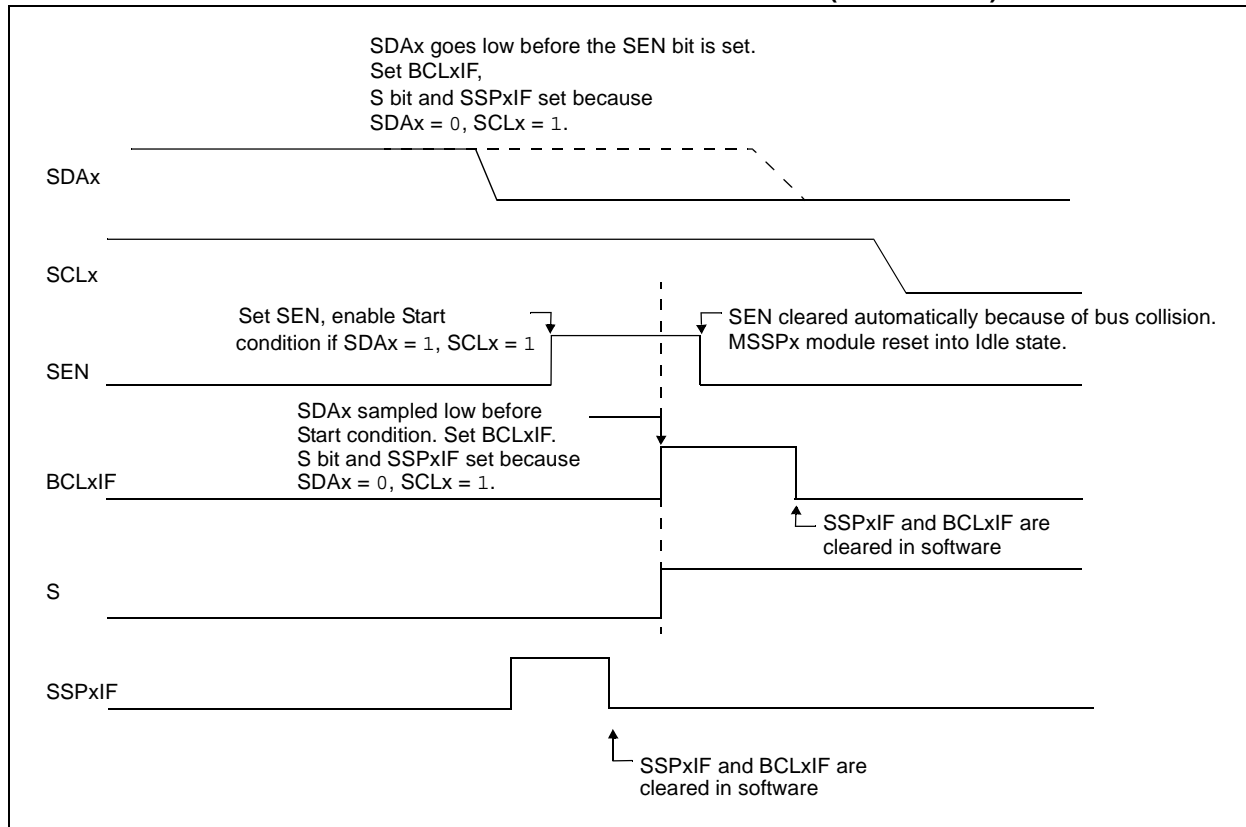 SDAx goes low before the SEN bit is set.
Set BCLxIF,
S bit and SSPxIF set because
SDAx = 0, SCLx = 1.
SDAx
SCLx
Set SEN, enable Start
condition if SDAx = 1, SCLx = 1
SEN cleared automatically because of bus collision.
MSSPx module reset into Idle state.
SEN
SDAx sampled low before
Start condition. Set BCLxIF.
S bit and SSPxIF set because
SDAx = 0, SCLx = 1.
BCLxIF
SSPxIF and BCLxIF are
cleared in software
S
SSPxIF
SSPxIF and BCLxIF are
cleared in software